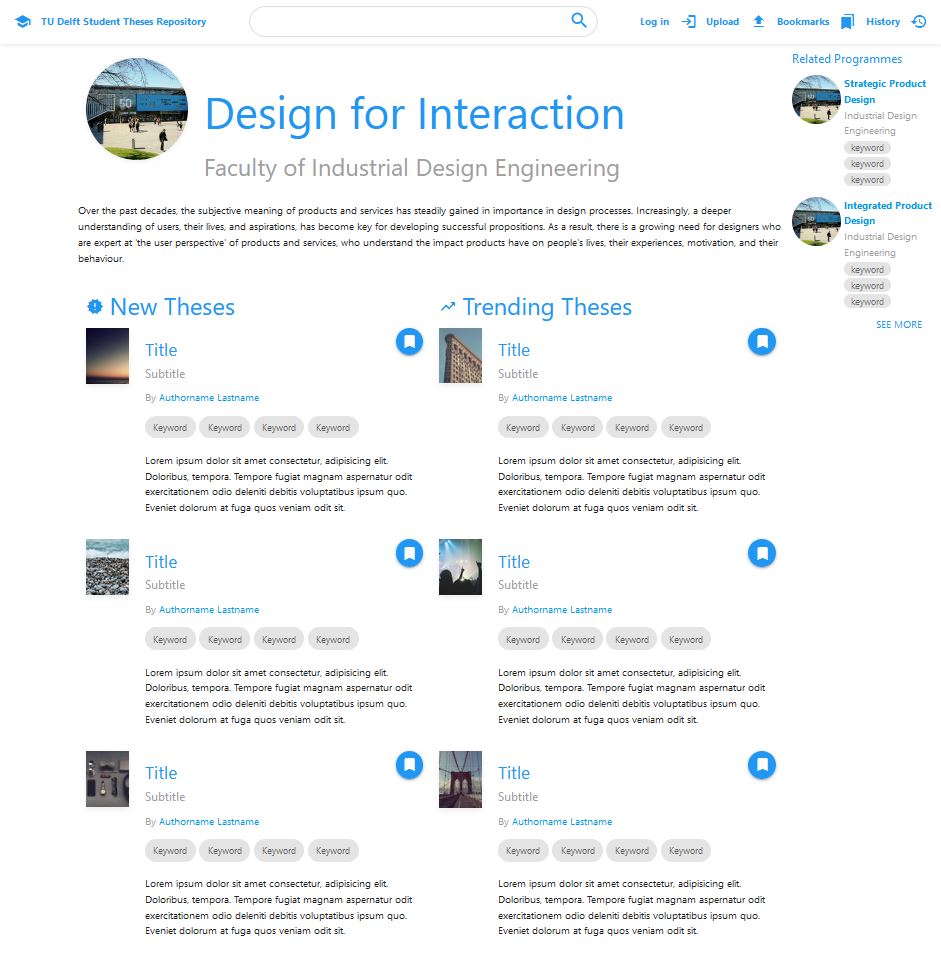 TU Delft Student Theses Repository
Log in Upload Bookmarks History
Design for Interaction
Faculty of Industrial Design Engineering
Over the past decades, the subjective meaning of products and services has steadily gained in importance in design processes. Increasingly, a deeper
understanding of users, their lives, and aspirations, has become key for developing successful propositions. As a result, there is a growing need for designers who
are expert at 'the user perspective' of products and services, who understand the impact products have on people's lives, their experiences, motivation, and their
behaviour.
New Theses
Title
Subtitle
By Authorname Lastname
Keyword Keyword Keyword Keyword
Lorem ipsum dolor sit amet consectetur, adipisicing elit.
Doloribus, tempora. Tempore fugiat magnam aspernatur odit
exercitationem odio deleniti debitis voluptatibus ipsum quo.
Eveniet dolorum at fuga quos veniam odit sit.
Title
Subtitle
By Authorname Lastname
Keyword Keyword Keyword Keyword
Lorem ipsum dolor sit amet consectetur, adipisicing elit.
Doloribus, tempora. Tempore fugiat magnam aspernatur odit
exercitationem odio deleniti debitis voluptatibus ipsum quo.
Eveniet dolorum at fuga quos veniam odit sit.
Title
Subtitle
By Authorname Lastname
Keyword Keyword Keyword Keyword
Lorem ipsum dolor sit amet consectetur, adipisicing elit.
Doloribus, tempora. Tempore fugiat magnam aspernatur odit
exercitationem odio deleniti debitis voluptatibus ipsum quo.
Eveniet dolorum at fuga quos veniam odit sit.
Trending Theses
Title
Subtitle
By Authorname Lastname
Keyword Keyword Keyword Keyword
Lorem ipsum dolor sit amet consectetur, adipisicing elit.
Doloribus, tempora. Tempore fugiat magnam aspernatur odit
exercitationem odio deleniti debitis voluptatibus ipsum quo.
Eveniet dolorum at fuga quos veniam odit sit.
Title
Subtitle
By Authorname Lastname
Keyword Keyword Keyword Keyword
Lorem ipsum dolor sit amet consectetur, adipisicing elit.
Doloribus, tempora. Tempore fugiat magnam aspernatur odit
exercitationem odio deleniti debitis voluptatibus ipsum quo.
Eveniet dolorum at fuga quos veniam odit sit.
Title
Subtitle
By Authorname Lastname
Keyword Keyword Keyword Keyword
Lorem ipsum dolor sit amet consectetur, adipisicing elit.
Doloribus, tempora. Tempore fugiat magnam aspernatur odit
exercitationem odio deleniti debitis voluptatibus ipsum quo.
Eveniet dolorum at fuga quos veniam odit sit.
Related Programmes
Strategic Product
Design
Industrial Design
Engineering
keyword
keyword
keyword
Integrated Product
Design
Industrial Design
Engineering
keyword
keyword
keyword
SEE MORE